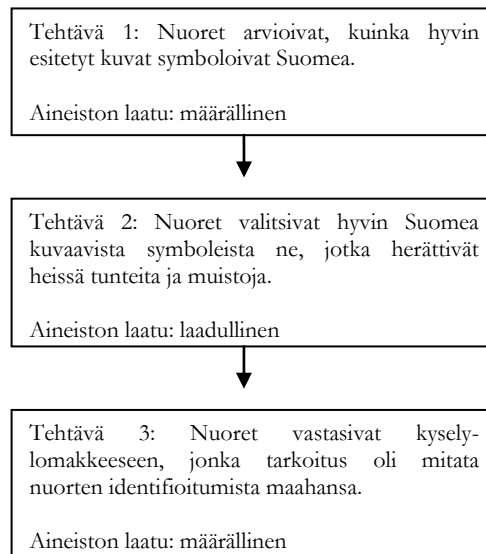 Tehtävä 1: Nuoret arvioivat, kuinka hyvin
esitetyt kuvat symboloivat Suomea.
Aineiston laatu: määrällinen
Tehtävä 2: Nuoret valitsivat hyvin Suomea
kuvaavista symboleista ne, jotka herättivät
heissä tunteita ja muistoja.
Aineiston laatu: laadullinen
Tehtävä 3: Nuoret vastasivat kysely-
lomakkeeseen, jonka tarkoitus oli mitata
nuorten identifioitumista maahansa.
Aineiston laatu: määrällinen